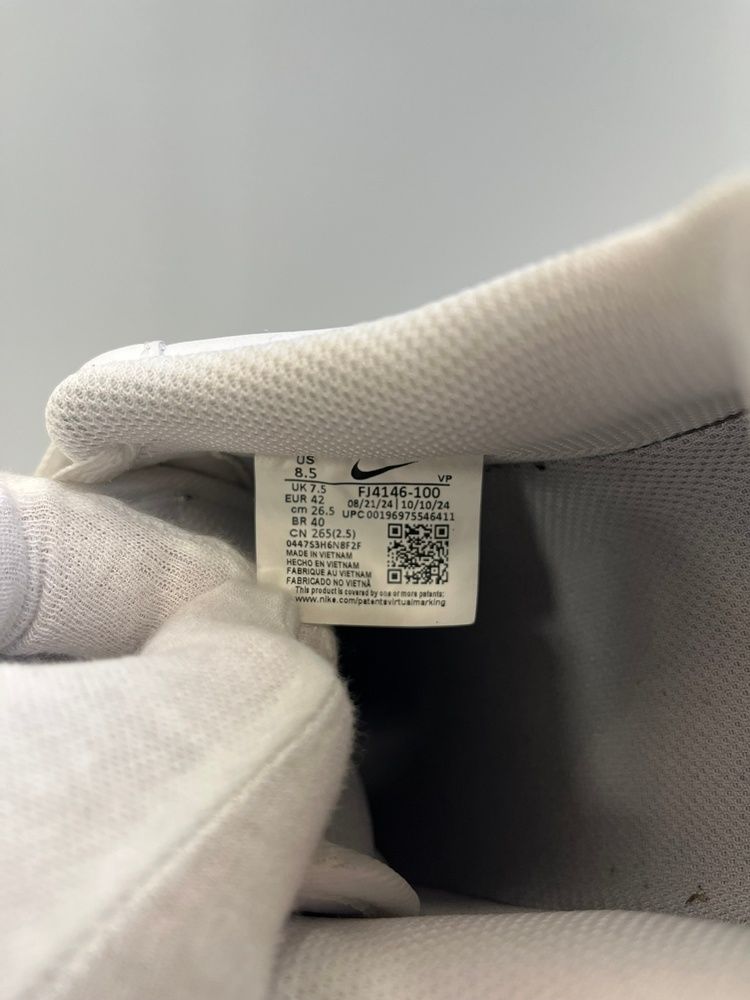 US
8.5
VP
UK 7.5
FJ4146-100
EUR 42
08/21/24 | 10/10/24
cm 26.5
UPC 00196975546411
BR 40
CN 265(2.5)
0447S3H6N8F2F
MADE IN VIETNAM
HECHO EN VIETNAM
FABRIQUE AU VIETNAM
FABRICADO NO VIETNÃ
This product is covered by one or more patents:
www.nike.com/patentsvirtualmarking